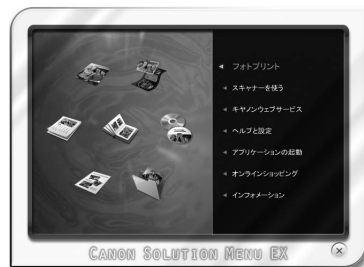 フォトプリント
スキャナーを使う
キヤノンウェブサービス
ヘルプと設定
アプリケーションの起動
オンラインショッピング
インフォメーション
CANON SOLUTION MENU EX